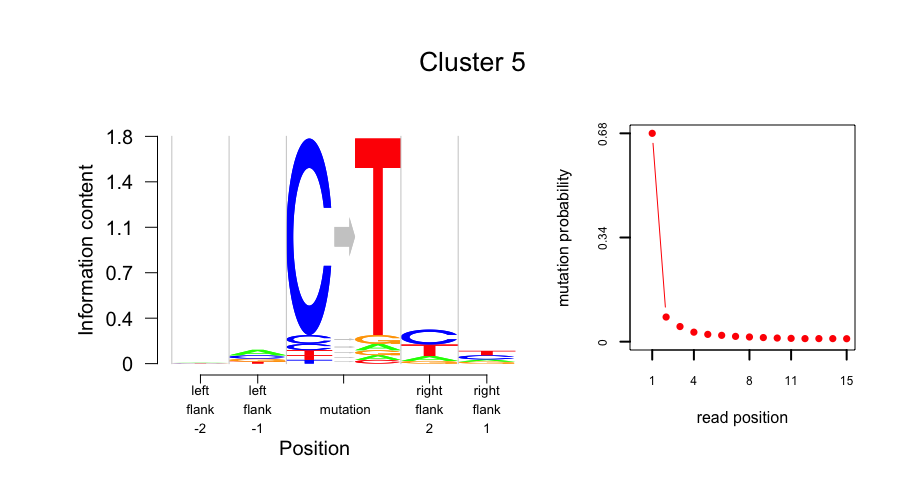 Cluster 5
Information content
1.8
1.4
1.1
0.7
0.4
0
C
T
C
left
flank
-2
left
flank
-1
mutation
right
flank
2
right
flank
1
Position
mutation probability
0.68
0.34
0
1
4
8
11
15
read position